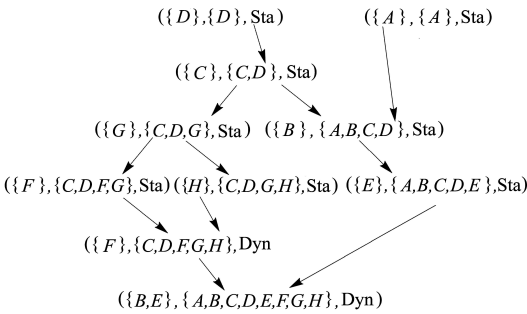 ({D},{D},Sta) ({A},{A},Sta)
({C},{C,D},Sta)
({G},{C,D,G},Sta) ({B},{A,B,C,D},Sta)
({F},{C,D,F,G},Sta) ({H},{C,D,G,H},Sta) ({E},{A,B,C,D,E},Sta)
({F},{C,D,F,G,H},Dyn
({B,E},{A,B,C,D,E,F,G,H},Dyn)